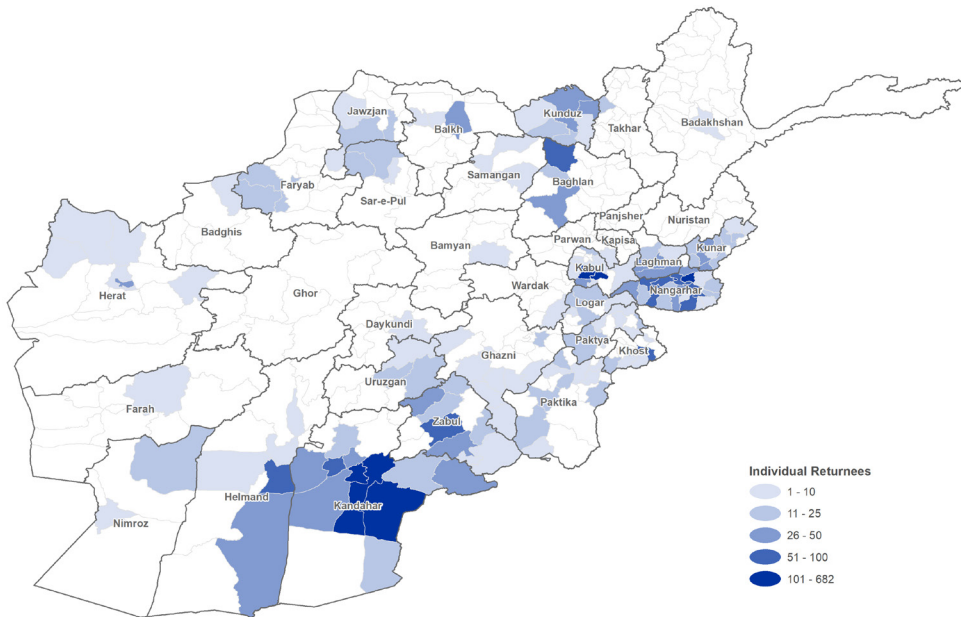 Jawzjan
Balkh
Kunduz
Takhar
Badakhshan
Samangan
Baghlan
Faryab
Sar-e-Pul
Panjsher
Nuristan
Badghis
Bamyan
Parwan
Kapisa
Kunar
Laghman
Kabul
Herat
Ghor
Wardak
Nangarhar
Logar
Daykundi
Paktya
Khost
Ghazni
Uruzgan
Farah
Paktika
Zabul
Helmand
Kandahar
Nimroz
Individual Returnees
1 - 10
11 - 25
26 - 50
51 - 100
101 - 682